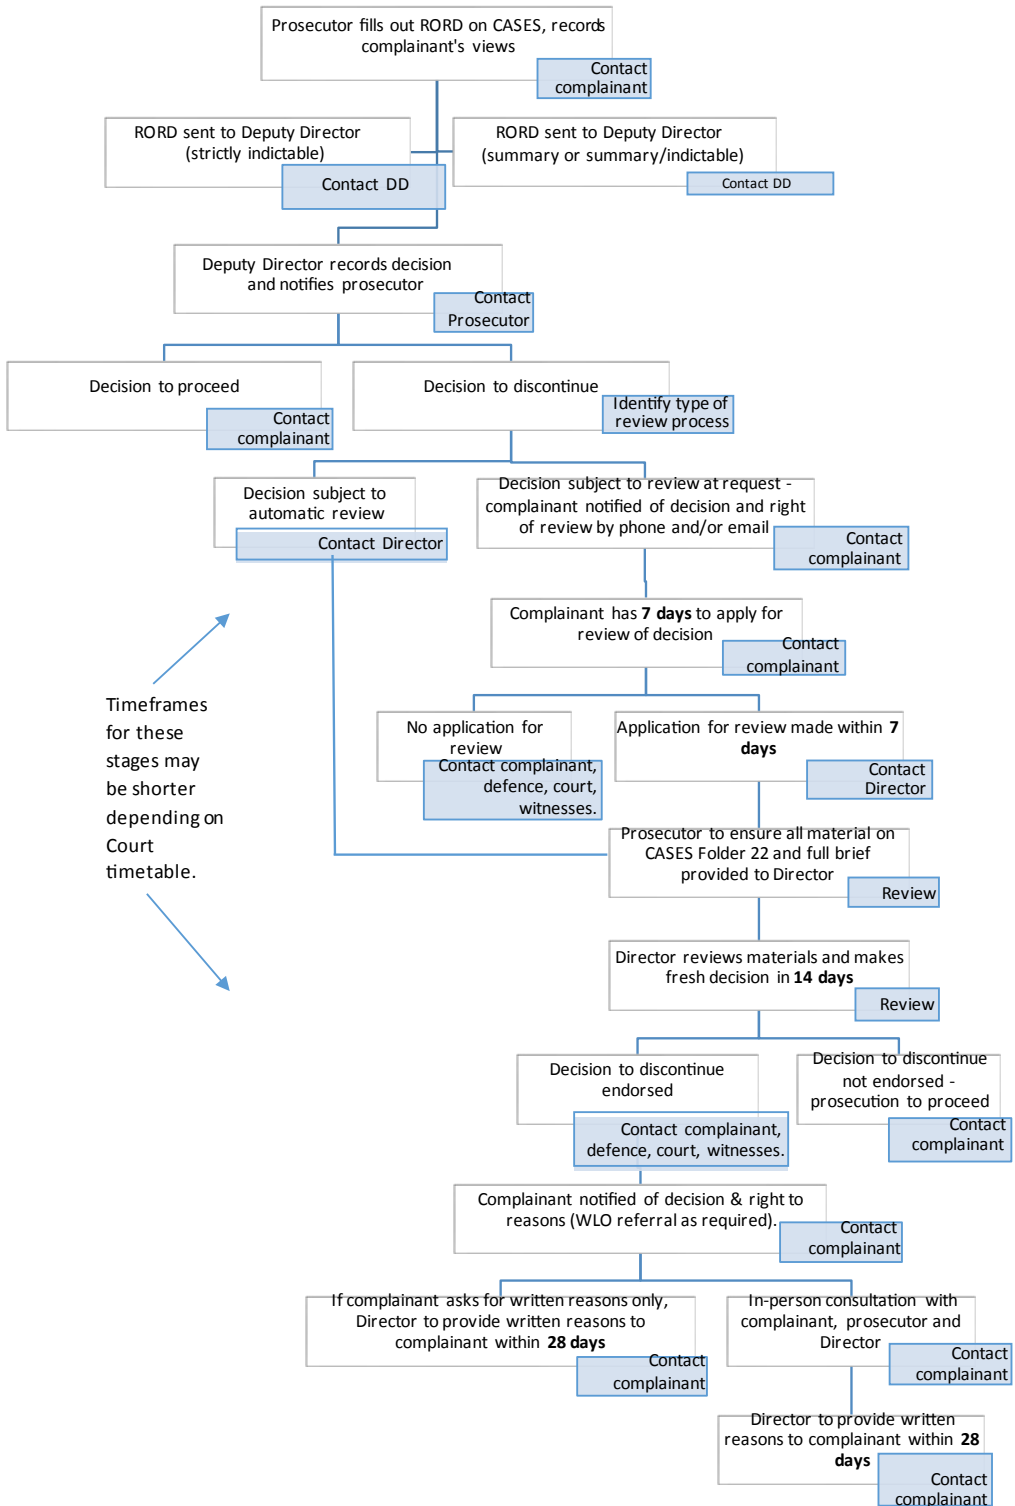 Prosecutor fills out RORD on CASES, records
complainant's views
Contact
complainant
RORD sent to Deputy Director
(strictly indictable)
Contact DD
RORD sent to Deputy Director
(summary or summary/indictable)
Contact DD
Deputy Director records decision
and notifies prosecutor
Contact
Prosecutor
Decision to proceed
Contact
complainant
Decision to discontinue
Identify type of
review process
Decision subject to
automatic review
Contact Director
Decision subject to review at request -
complainant notified of decision and right
of review by phone and/or email
Contact
complainant
Complainant has 7 days to apply for
review of decision
Contact
complainant
Timeframes
for these
stages may
be shorter
depending on
Court
timetable.
No application for
review
Contact complainant,
defence, court,
witnesses.
Application for review made within 7
days
Contact
Director
Prosecutor to ensure all material on
CASES Folder 22 and full brief
provided to Director
Review
Director reviews materials and makes
fresh decision in 14 days
Review
Decision to discontinue
endorsed
Contact complainant,
defence, court, witnesses.
Decision to discontinue
not endorsed -
prosecution to proceed
Contact
complainant
Complainant notified of decision & right to
reasons (WLO referral as required).
Contact
complainant
If complainant asks for written reasons only,
Director to provide written reasons to
complainant within 28 days
Contact
complainant
In-person consultation with
complainant, prosecutor and
Director
Contact
complainant
Director to provide written
reasons to complainant within 28
days
Contact
complainant